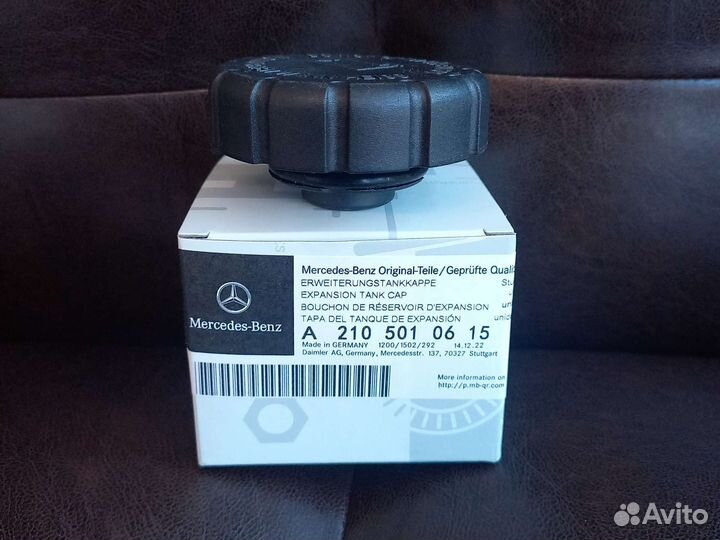 Mercedes-Benz Original-Teile/Geprüfte Quali
ERWEITERUNGSTANKKAPPE
EXPANSION TANK CAP
BOUCHON DE RÉSERVOIR D'EXPANSION
TAPA DEL TANQUE DE EXPANSIÓN
unid
A 210 501 06 15
Made in GERMANY 1200/1502/292 14.12.22
Daimler AG, Germany, Mercedesstr. 137, 70327 Stuttgart
Mercedes-Benz
More information on
http://p.mb-qr.com
Avito